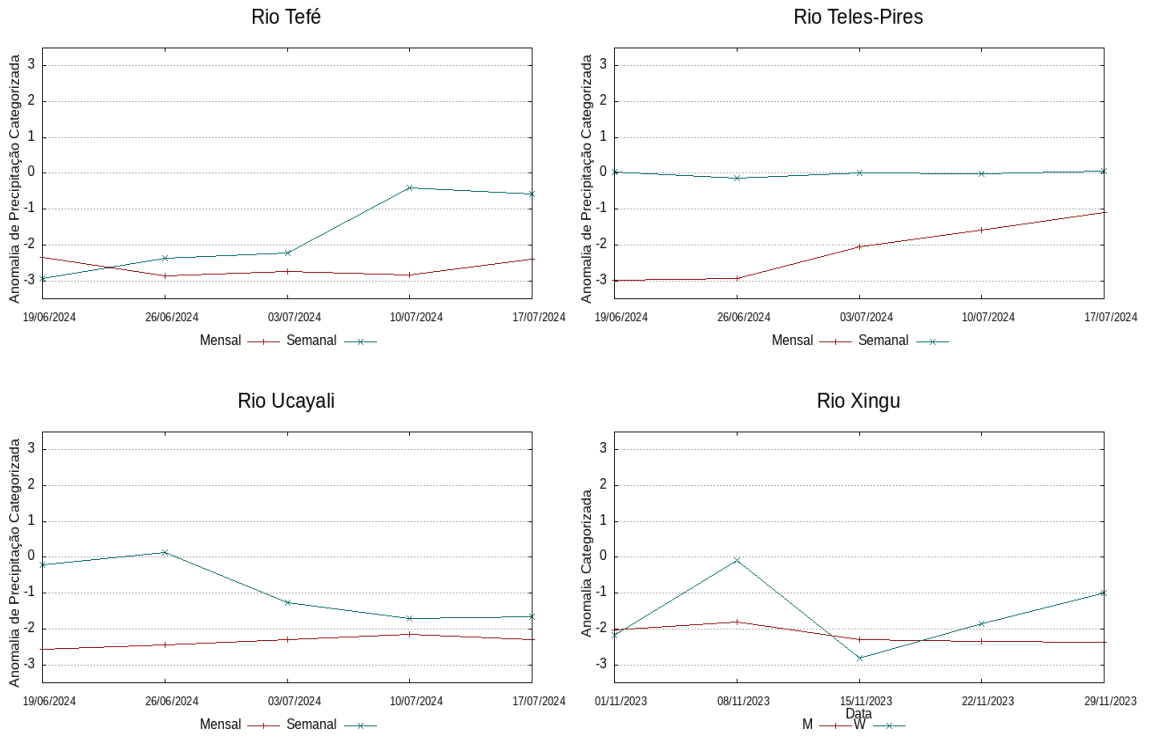 Rio Tefé
Anomalia de Precipitação Categorizada
3
2
1
0
-1
-2
-3
19/06/2024 26/06/2024 03/07/2024 10/07/2024 17/07/2024
Mensal Semanal
Rio Teles-Pires
Anomalia de Precipitação Categorizada
3
2
1
0
-1
-2
-3
19/06/2024 26/06/2024 03/07/2024 10/07/2024 17/07/2024
Mensal Semanal
Rio Ucayali
Anomalia de Precipitação Categorizada
3
2
1
0
-1
-2
-3
19/06/2024 26/06/2024 03/07/2024 10/07/2024 17/07/2024
Mensal Semanal
Rio Xingu
Anomalia Categorizada
3
2
1
0
-1
-2
-3
01/11/2023 08/11/2023 15/11/2023 22/11/2023 29/11/2023
Data
M W